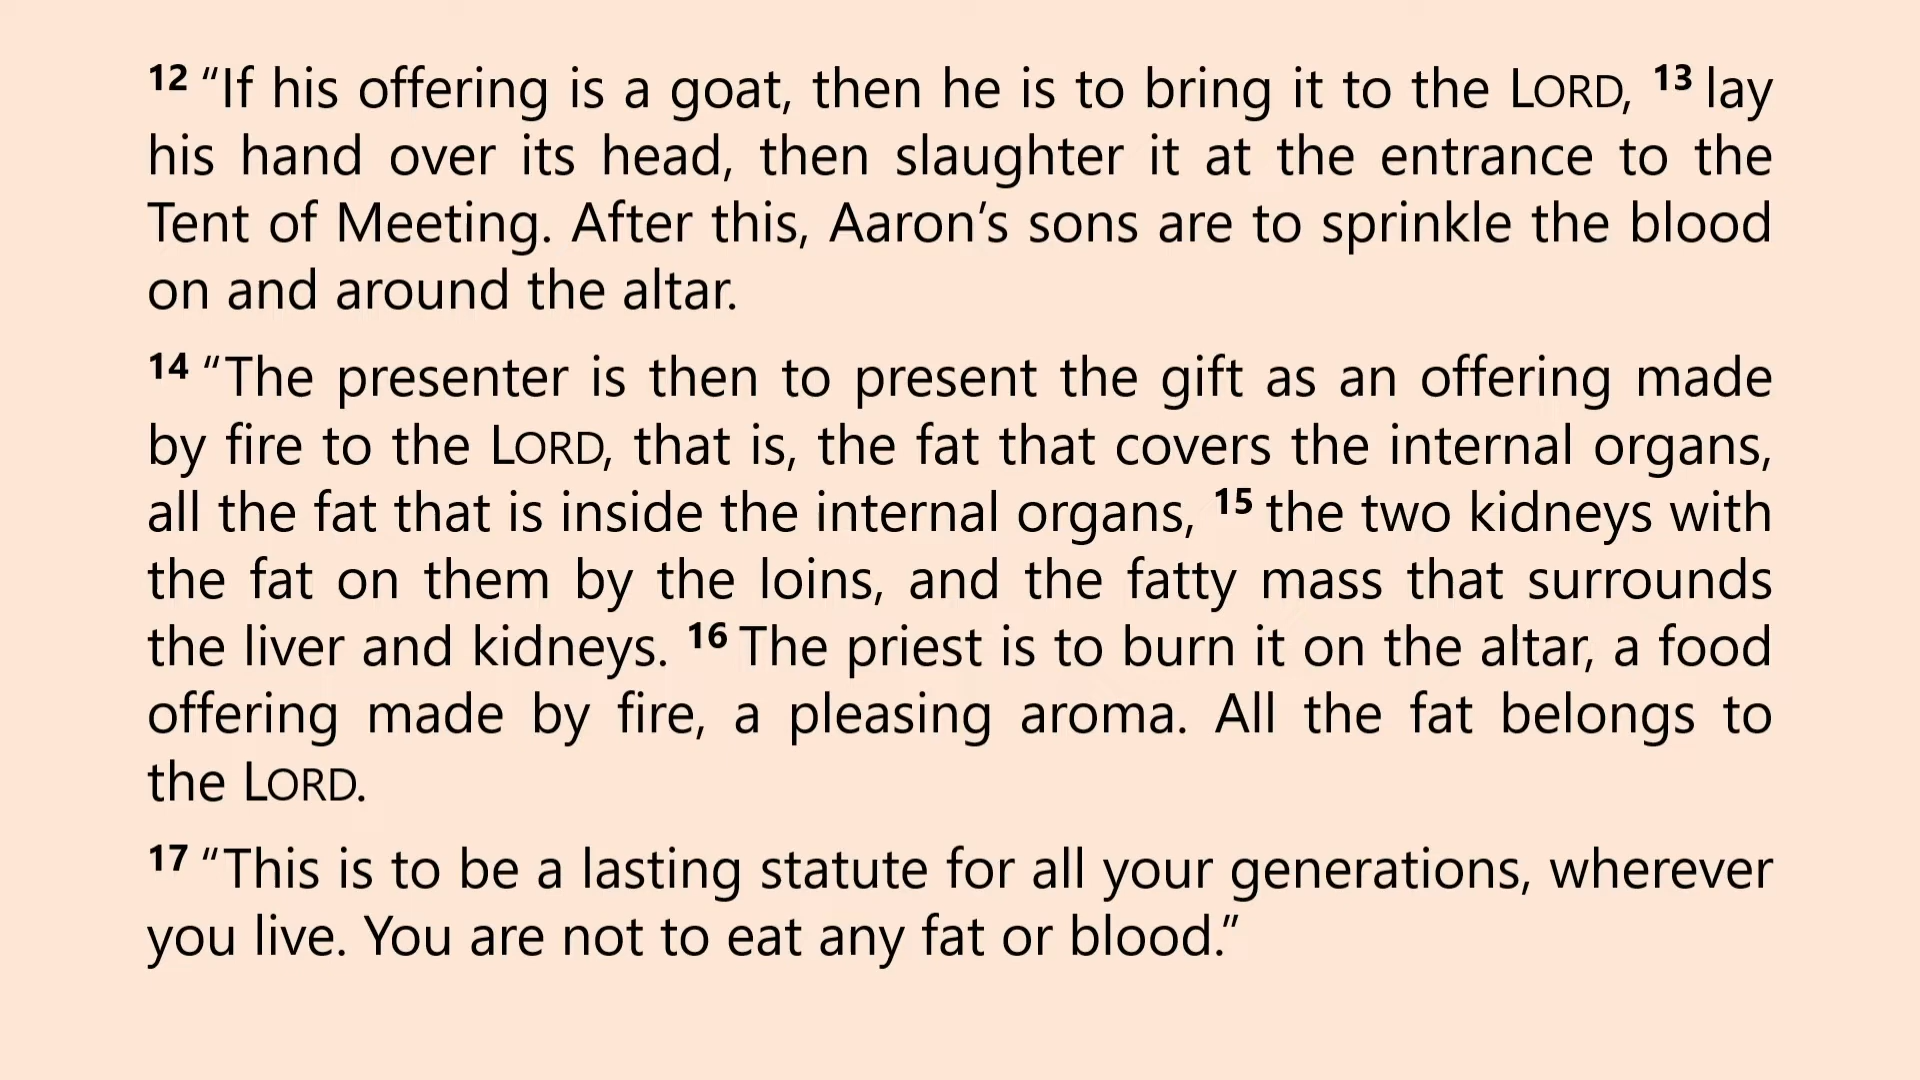 12 “If his offering is a goat, then he is to bring it to the LORD, 13 lay
his hand over its head, then slaughter it at the entrance to the
Tent of Meeting. After this, Aaron’s sons are to sprinkle the blood
on and around the altar.
14 “The presenter is then to present the gift as an offering made
by fire to the LORD, that is, the fat that covers the internal organs,
all the fat that is inside the internal organs, 15 the two kidneys with
the fat on them by the loins, and the fatty mass that surrounds
the liver and kidneys. 16 The priest is to burn it on the altar, a food
offering made by fire, a pleasing aroma. All the fat belongs to
the LORD.
17 “This is to be a lasting statute for all your generations, wherever
you live. You are not to eat any fat or blood.”